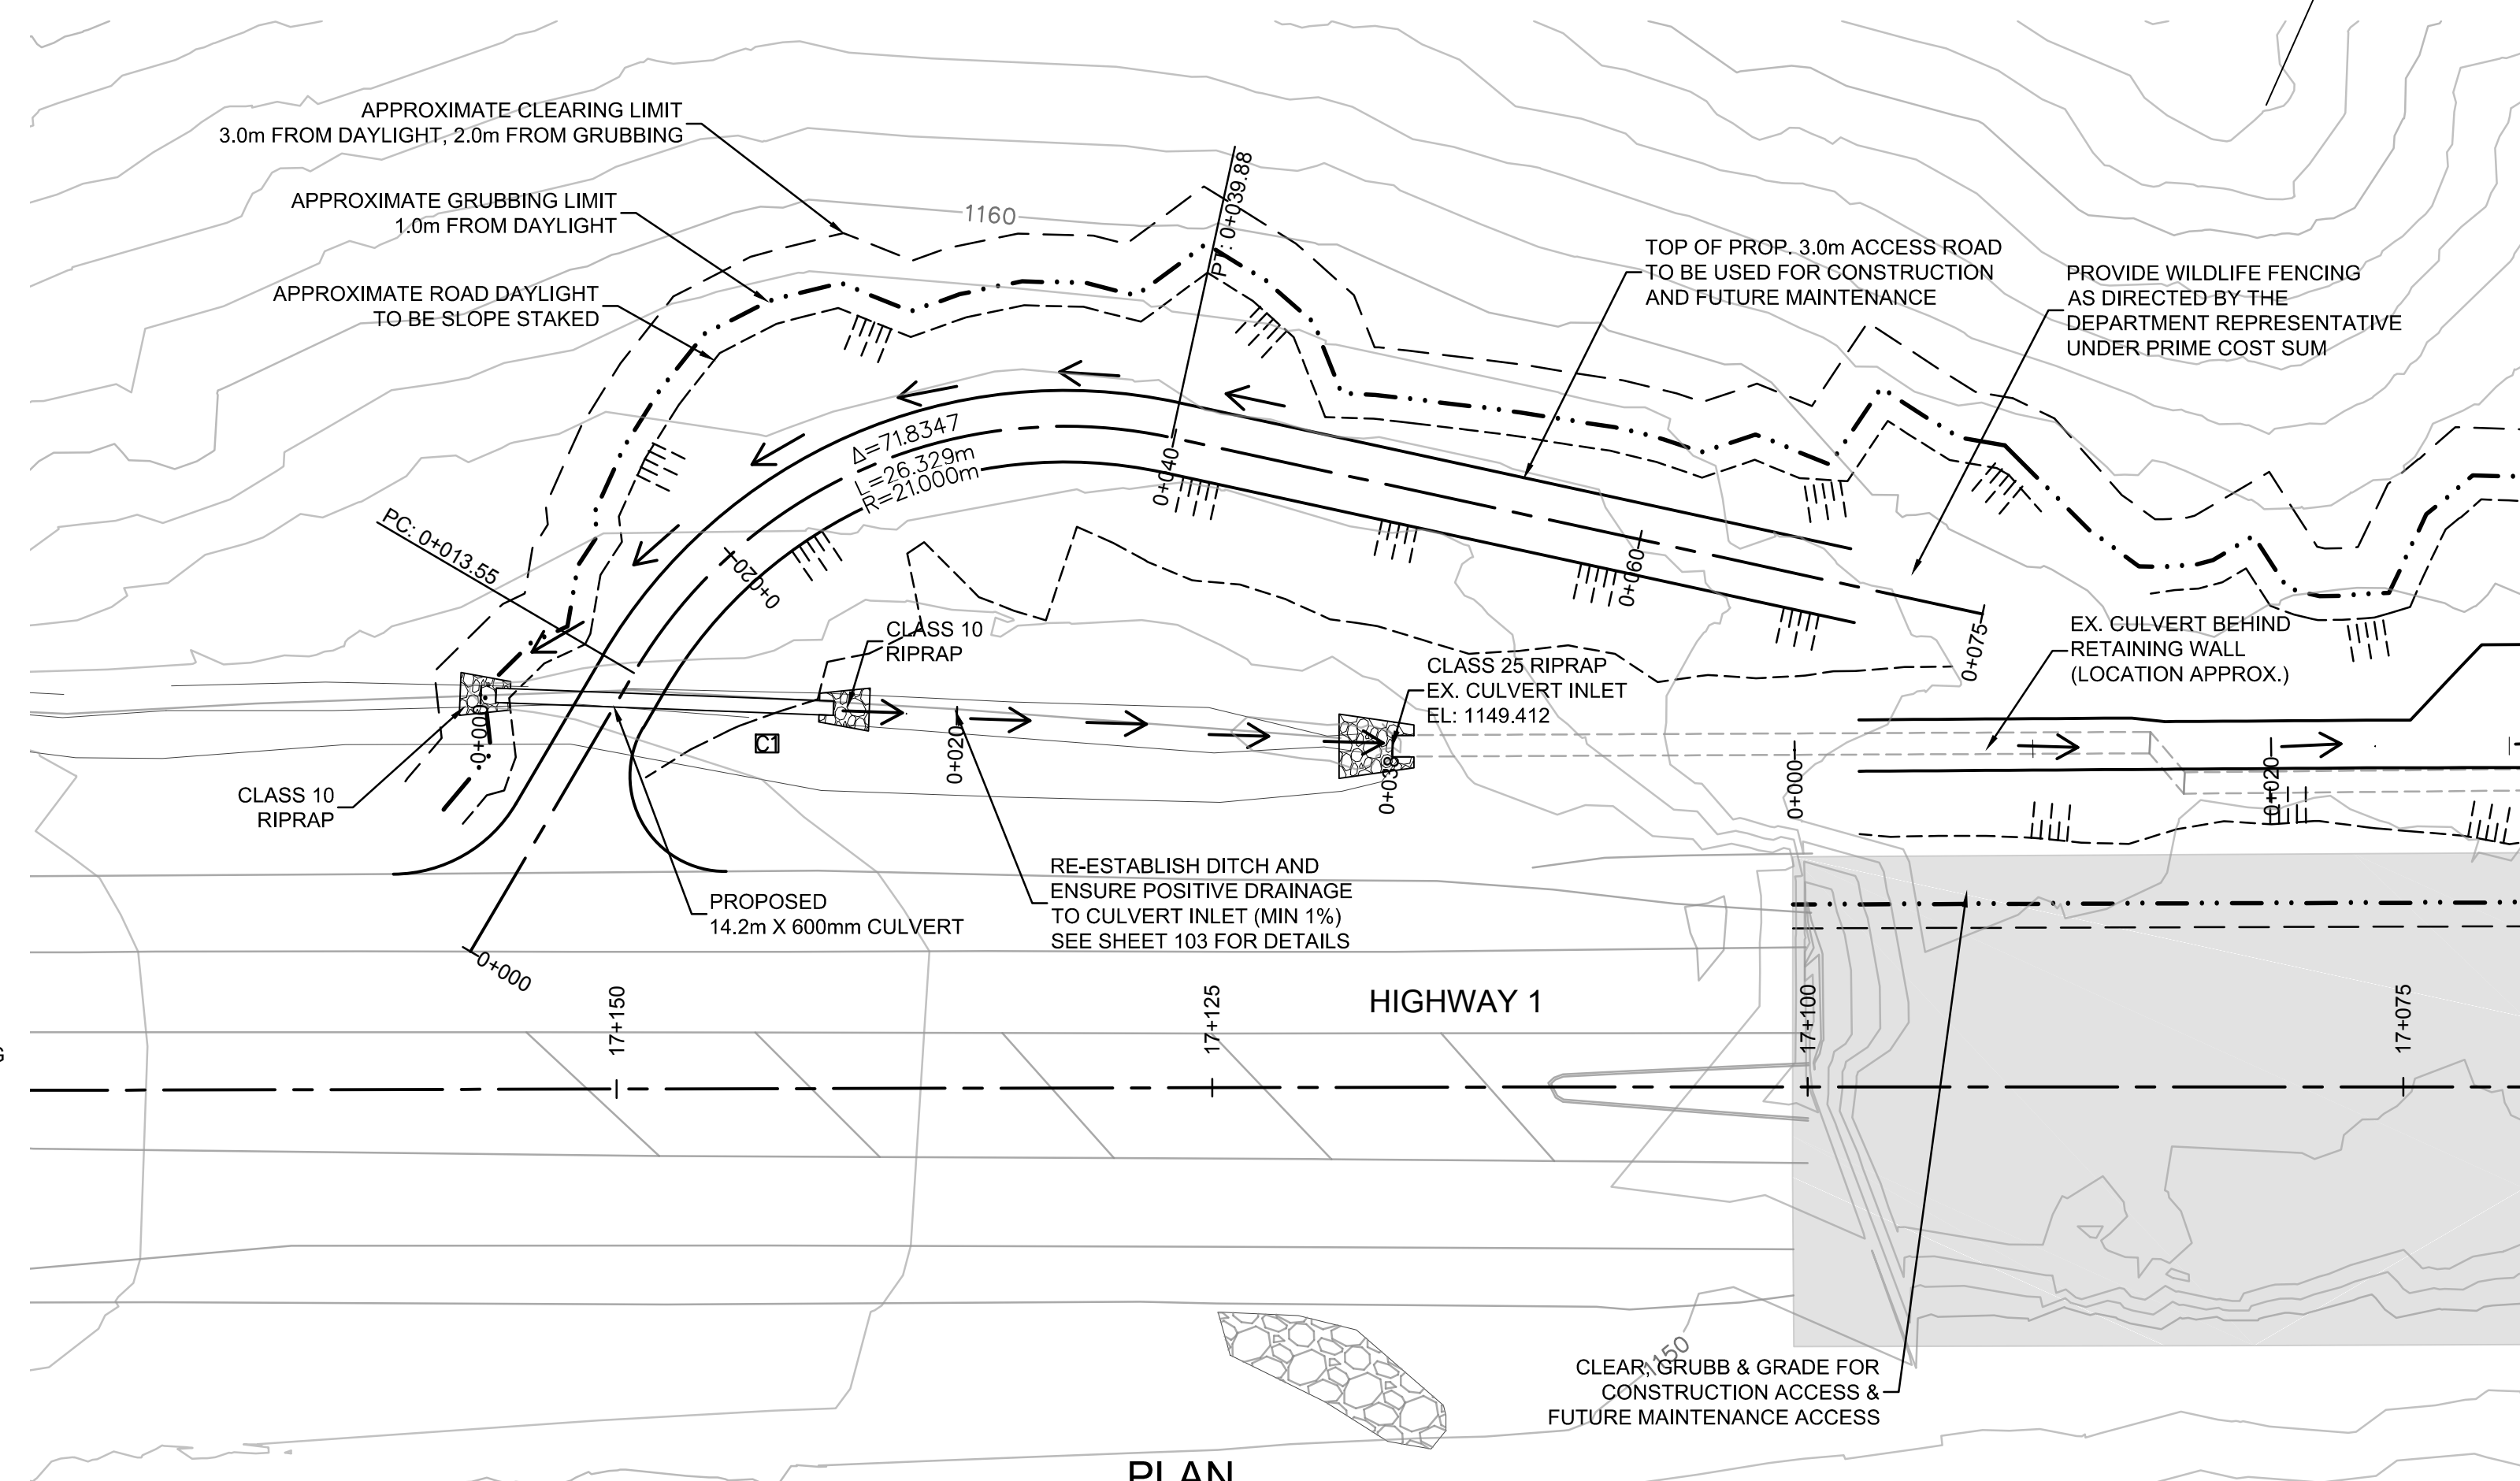 APPROXIMATE CLEARING LIMIT
3.0m FROM DAYLIGHT, 2.0m FROM GRUBBING
APPROXIMATE GRUBBING LIMIT
1.0m FROM DAYLIGHT
APPROXIMATE ROAD DAYLIGHT
TO BE SLOPE STAKED
1160
PT: 0+039.88
TOP OF PROP. 3.0m ACCESS ROAD
TO BE USED FOR CONSTRUCTION
AND FUTURE MAINTENANCE
PROVIDE WILDLIFE FENCING
AS DIRECTED BY THE
DEPARTMENT REPRESENTATIVE
UNDER PRIME COST SUM
Δ=71.8347
L=26.329m
R=21.000m
PC: 0+013.55
0+020
0+040
0+060
0+075
CLASS 10
RIPRAP
CLASS 25 RIPRAP
EX. CULVERT INLET
EL: 1149.412
EX. CULVERT BEHIND
RETAINING WALL
(LOCATION APPROX.)
C1
0+020
0+038
0+000
0+020
CLASS 10
RIPRAP
PROPOSED
14.2m X 600mm CULVERT
RE-ESTABLISH DITCH AND
ENSURE POSITIVE DRAINAGE
TO CULVERT INLET (MIN 1%)
SEE SHEET 103 FOR DETAILS
0+000
HIGHWAY 1
17+150
17+125
17+100
17+075
1150
CLEAR, GRUBB & GRADE FOR
CONSTRUCTION ACCESS &
FUTURE MAINTENANCE ACCESS
PLAN